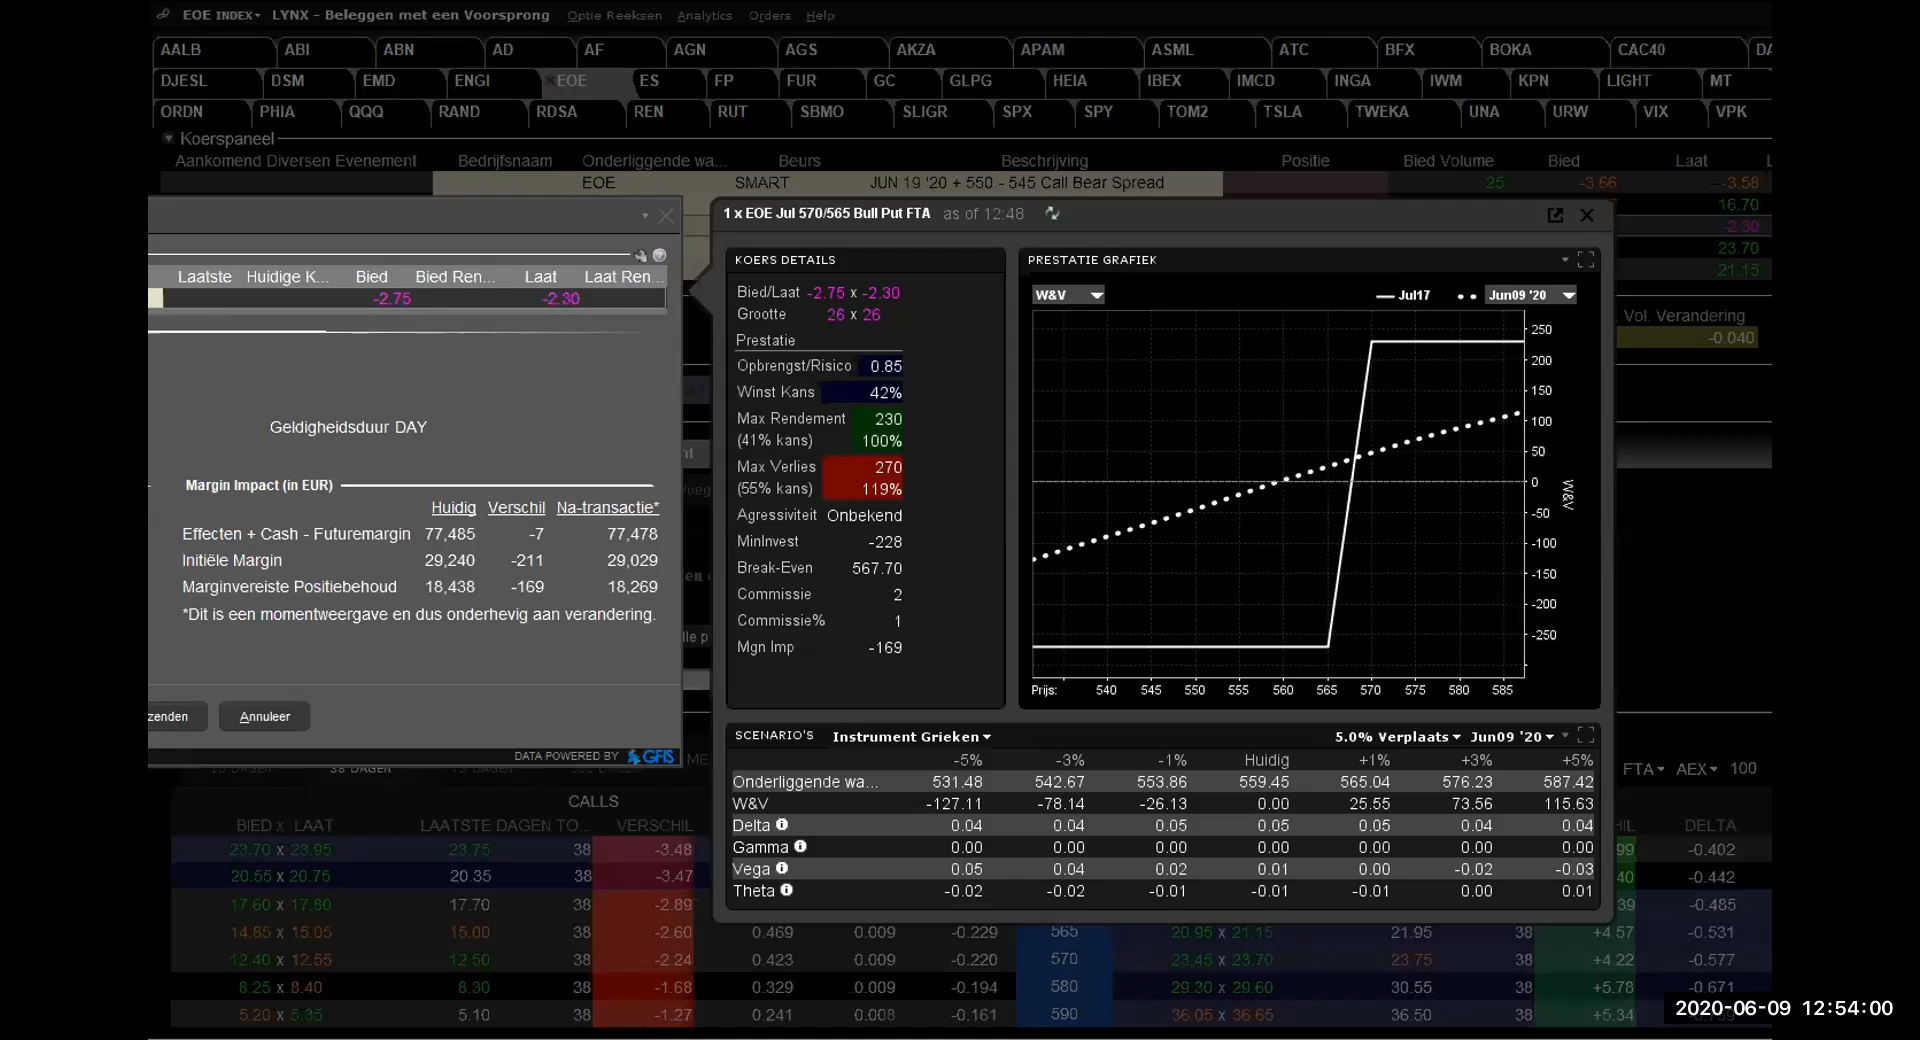 EOE INDEX LYNX - Beleggen met een Voorsprong Optie Reeksen Analytics Orders Help
AALB ABI ABN AD AF AGN AGS AKZA APAM ASML ATC BFX BOKA CAC40
DJESL DSM EMD ENGI EOE ES FP FUR GC GLPG HEIA IBEX IMCD INGA IWM KPN LIGHT MT
ORDN PHIA QQQ RAND RDSA REN RUT SBMO SLIGR SPX SPY TOM2 TSLA TWEKA UNA URW VIX VPK
Koerspaneel
Aankomend Diversen Evenement Bedrijfsnaam Onderliggende wa... Beurs Beschrijving Positie Bied Volume Bied Laat
EOE SMART JUN 19 '20 + 550 - 545 Call Bear Spread 25 -3.66 -3.58
16.70
-2.30
23.70
21.15
Vol. Verandering
-0.040
Laatste Huidige K... Bied Bied Ren... Laat Laat Ren...
-2.75 -2.30
Geldigheidsduur DAY
Margin Impact (in EUR)
Huidig Verschil Na-transactie*
Effecten + Cash - Futuremargin 77,485 -7 77,478
Initiële Margin 29,240 -211 29,029
Marginvereiste Positiebehoud 18,438 -169 18,269
*Dit is een momentweergave en dus onderhevig aan verandering.
zenden Annuleer
DATA POWERED BY GFIS
1 x EOE Jul 570/565 Bull Put FTA as of 12:48
KOERS DETAILS
Bied/Laat -2.75 x -2.30
Grootte 26 x 26
Prestatie
Opbrengst/Risico 0.85
Winst Kans 42%
Max Rendement 230
(41% kans) 100%
Max Verlies 270
(55% kans) 119%
Agressiviteit Onbekend
MinInvest -228
Break-Even 567.70
Commissie 2
Commissie% 1
Mgn Imp -169
PRESTATIE GRAFIEK
W&V Jul17 Jun09 '20
250
200
150
100
50
0
-50
-100
-150
-200
-250
W&V
Prijs: 540 545 550 555 560 565 570 575 580 585
SCENARIO'S Instrument Grieken 5.0% Verplaats Jun09 '20
-5% -3% -1% Huidig +1% +3% +5%
Onderliggende wa... 531.48 542.67 553.86 559.45 565.04 576.23 587.42
W&V -127.11 -78.14 -26.13 0.00 25.55 73.56 115.63
Delta 0.04 0.04 0.05 0.05 0.05 0.04 0.04
Gamma 0.00 0.00 0.00 0.00 0.00 0.00 0.00
Vega 0.05 0.04 0.02 0.01 0.00 -0.02 -0.03
Theta -0.02 -0.02 -0.01 -0.01 -0.01 0.00 0.01
FTA AEX 100
38 DAGEN
CALLS
BIED x LAAT LAATSTE DAGEN TO... VERSCHIL DELTA
23.70 x 23.95 23.75 38 -3.48 -0.402
20.55 x 20.75 20.35 38 -3.47 -0.442
17.60 x 17.80 17.70 38 -2.89 -0.485
14.85 x 15.05 15.00 38 -2.60 0.469 0.009 -0.229 565 20.95 x 21.15 21.95 38 +4.57 -0.531
12.40 x 12.55 12.50 38 -2.24 0.423 0.009 -0.220 570 23.45 x 23.70 23.75 38 +4.22 -0.577
8.25 x 8.40 8.30 38 -1.68 0.329 0.009 -0.194 580 29.30 x 29.60 30.55 38 +5.78 -0.671
5.20 x 5.35 5.10 38 -1.27 0.241 0.008 -0.161 590 36.05 x 36.65 36.50 38 +5.34
2020-06-09 12:54:00